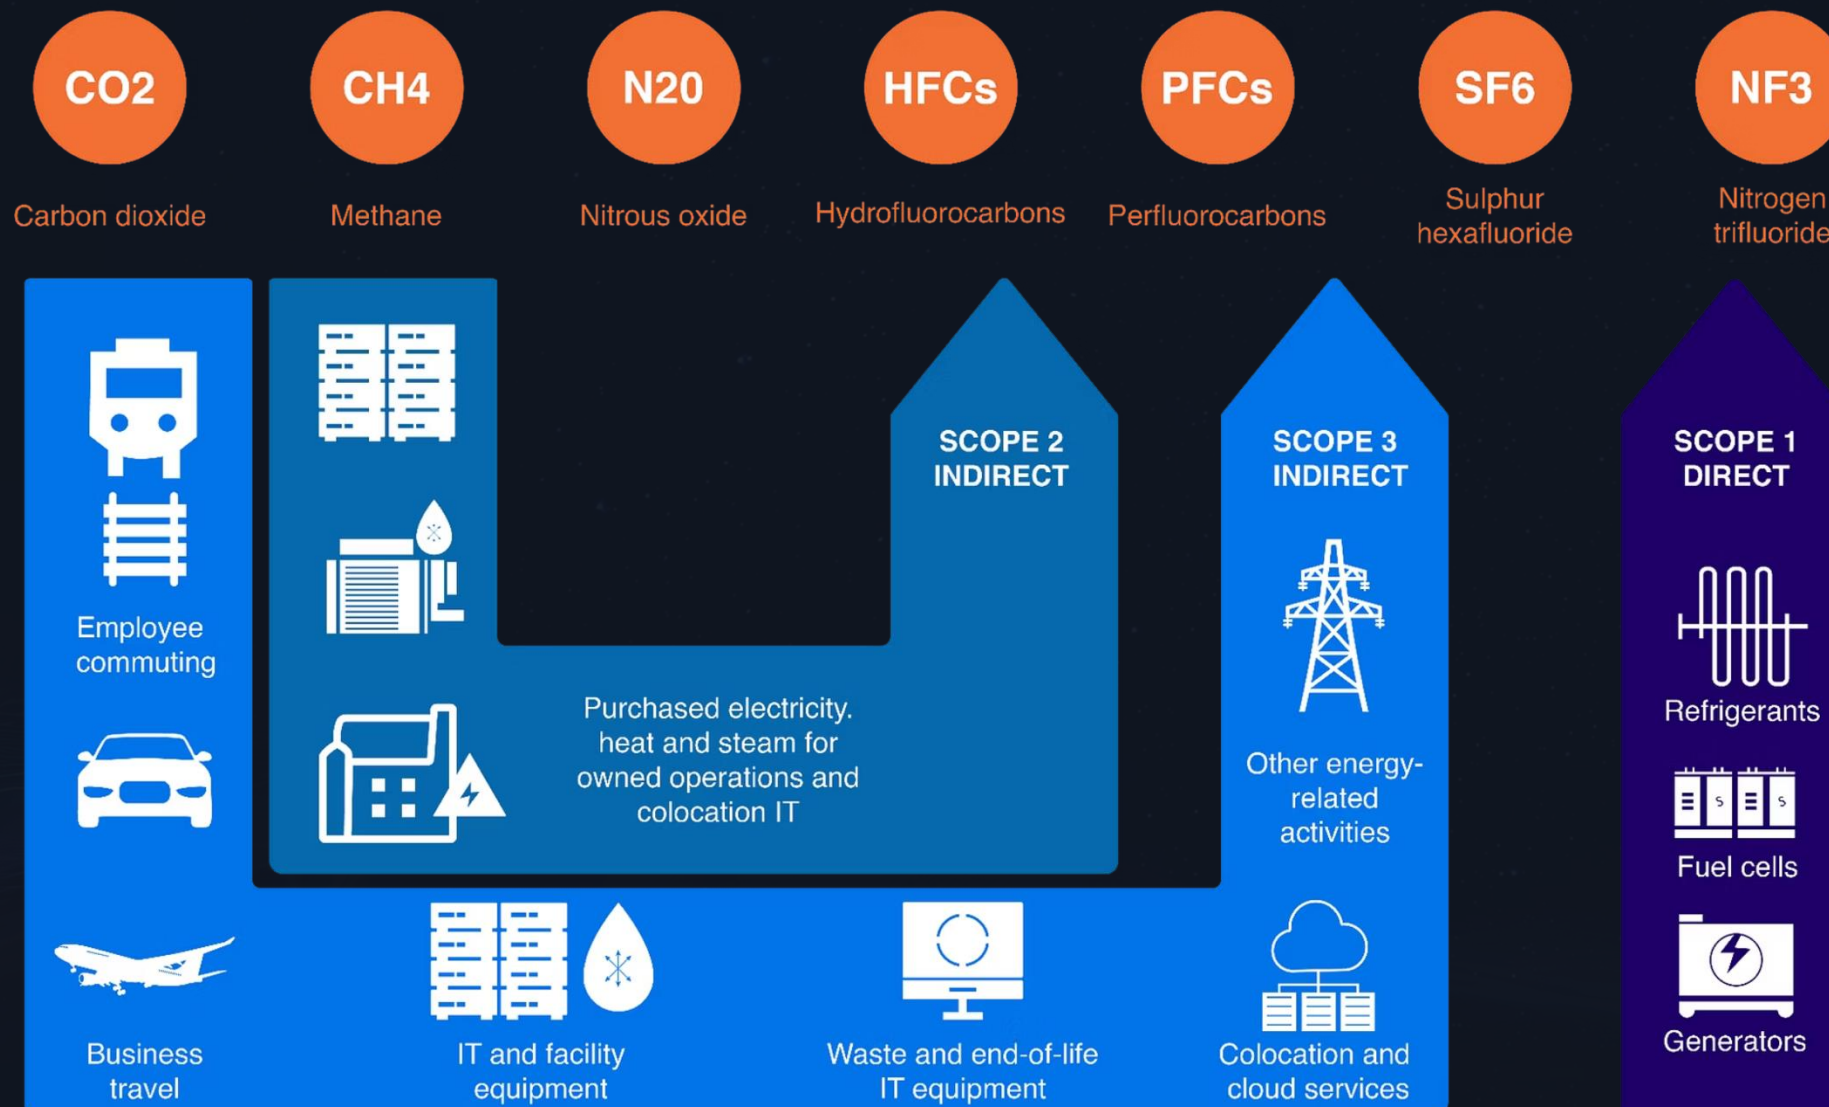 CO2
CH4
N20
HFCs
PFCs
SF6
NF3
Carbon dioxide
Methane
Nitrous oxide
Hydrofluorocarbons
Perfluorocarbons
Sulphur
hexafluoride
Nitrogen
trifluoride
Employee
commuting
Business
travel
Purchased electricity.
heat and steam for
owned operations and
colocation IT
SCOPE 2
INDIRECT
IT and facility
equipment
Waste and end-of-life
IT equipment
SCOPE 3
INDIRECT
Other energy-
related
activities
Colocation and
cloud services
SCOPE 1
DIRECT
Refrigerants
S
S
Fuel cells
Generators